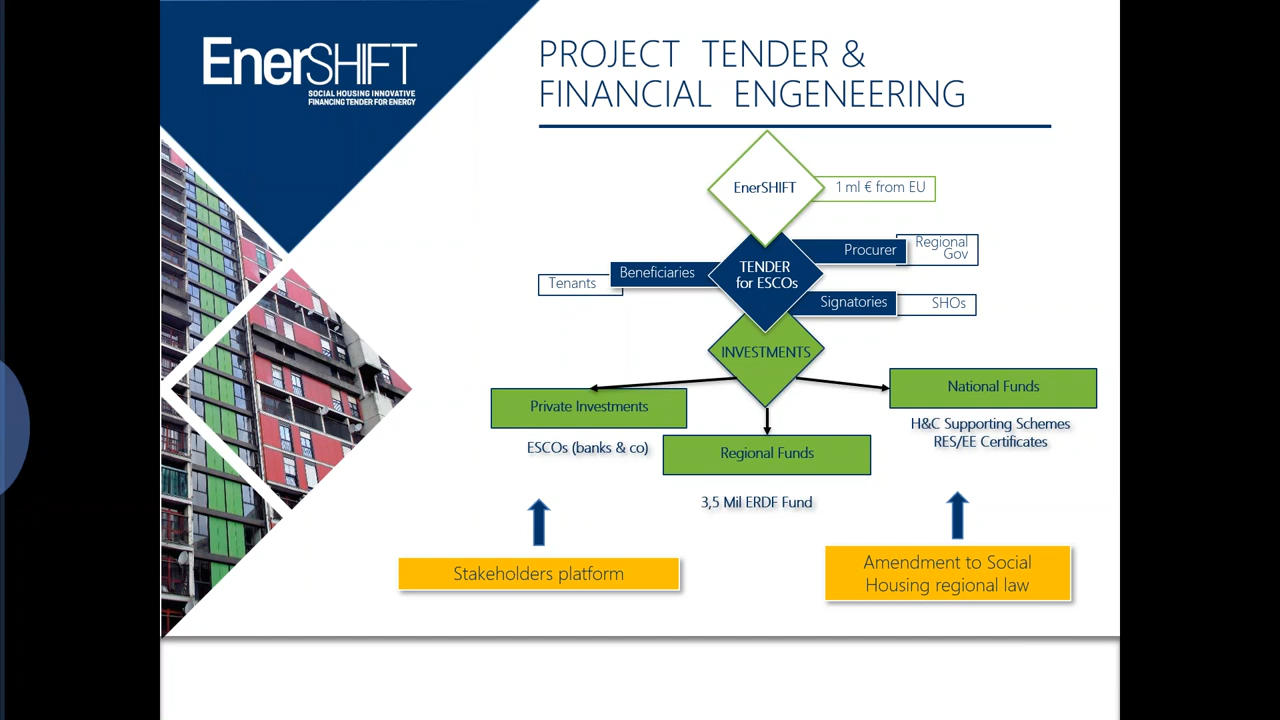 EnerSHIFT
SOCIAL HOUSING INNOVATIVE
FINANCING TENDER FOR ENERGY
PROJECT TENDER &
FINANCIAL ENGENEERING
EnerSHIFT
1 ml € from EU
TENDER
for ESCOs
Procurer
Regional
Gov
Beneficiaries
Tenants
Signatories
SHOs
INVESTMENTS
Private Investments
ESCOs (banks & co)
Regional Funds
3,5 Mil ERDF Fund
National Funds
H&C Supporting Schemes
RES/EE Certificates
Stakeholders platform
Amendment to Social
Housing regional law